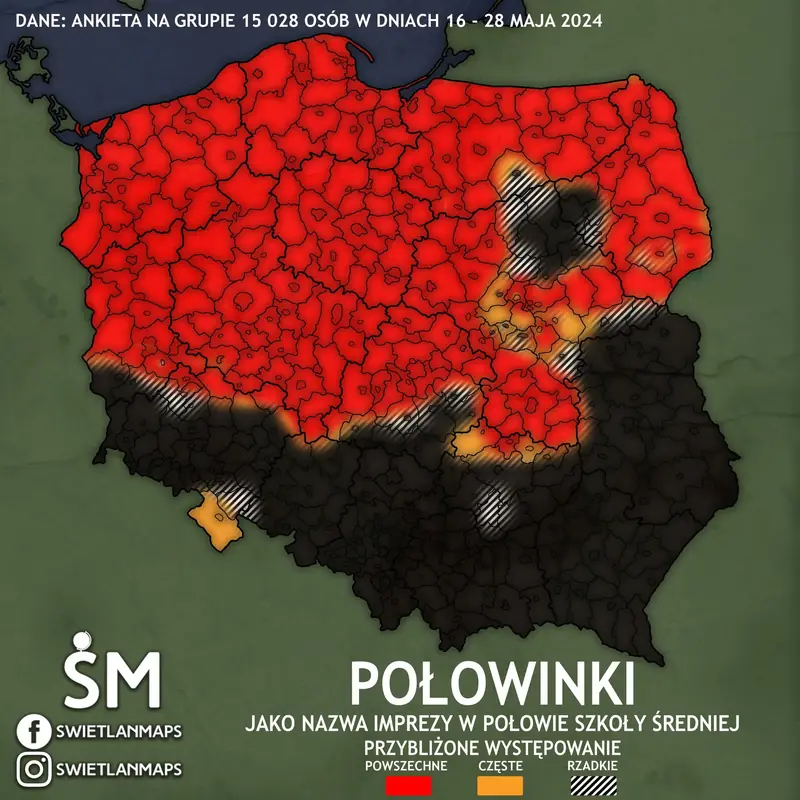 DANE: ANKIETA NA GRUPIE 15 028 OSÓB W DNIACH 16 - 28 MAJA 2024
ŚM
SWIETLANMAPS
SWIETLANMAPS
POŁOWINKI
JAKO NAZWA IMPREZY W POŁOWIE SZKOŁY ŚREDNIEJ
PRZYBLIŻONE WYSTĘPOWANIE
POWSZECHNE CZĘSTE RZADKIE